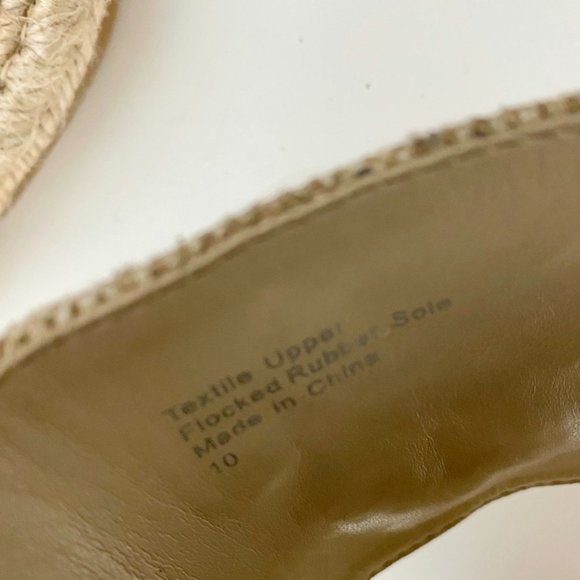 Textile Upper
Flocked Rubber Sole
Made in China
10